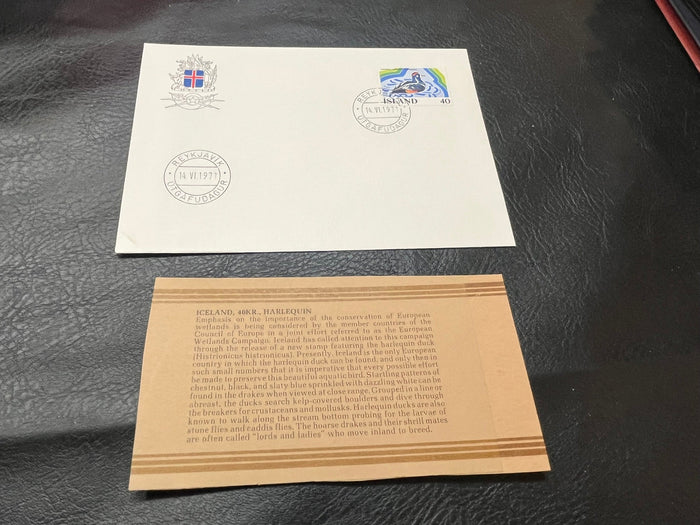 ÍSLAND 40
REYKJAVÍK
14.VI.1977
ÚTGÁFUDAGUR
REYKJAVÍK
14.VI.1977
ÚTGÁFUDAGUR
ICELAND, 40KR., HARLEQUIN
Emphasis on the importance of the conservation of European
wetlands is being considered by the member countries of the
Council of Europe in a joint effort referred to as the European
Wetlands Campaign. Iceland has called attention to this campaign
through the release of a new stamp featuring the harlequin duck
(Histrionicus histrionicus). Presently, Iceland is the only European
country in which the harlequin duck can be found, and only then in
such small numbers that it is imperative that every possible effort
be made to preserve this beautiful aquatic bird. Startling patterns of
chestnut, black, and slaty blue sprinkled with dazzling white can be
found in the drakes when viewed at close range. Grouped in a line or
abreast, the ducks search kelp-covered boulders and dive through
the breakers for crustaceans and mollusks. Harlequin ducks are also
known to walk along the stream bottom probing for the larvae of
stone flies and caddis flies. The hoarse drakes and their shrill mates
are often called "lords and ladies" who move inland to breed.